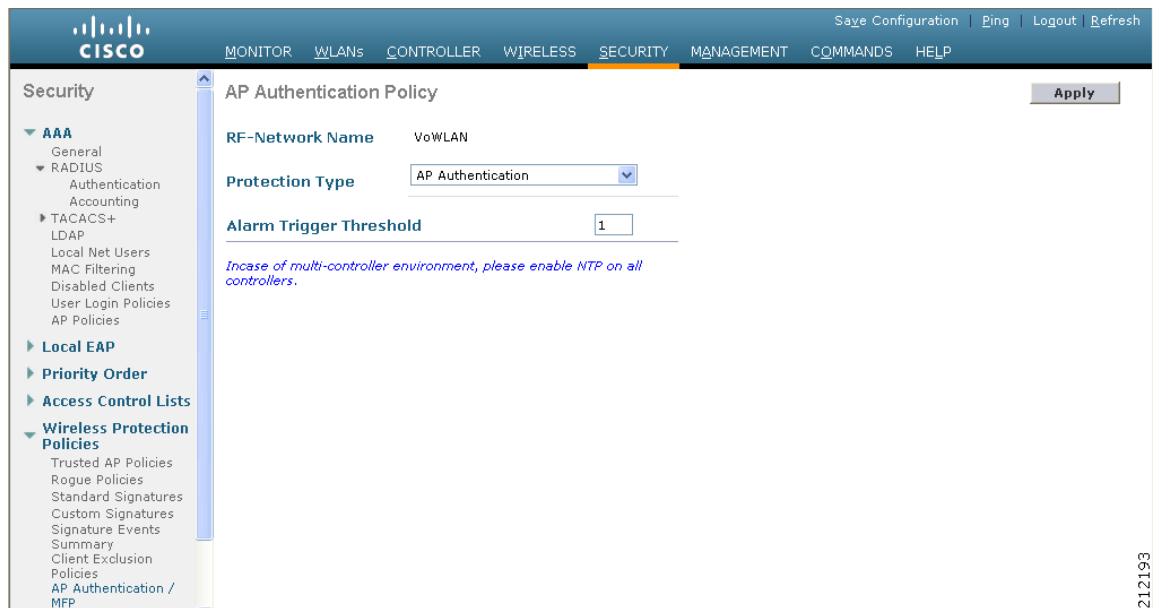 Save Configuration | Ping | Logout | Refresh
CISCO
MONITOR WLANs CONTROLLER WIRELESS SECURITY MANAGEMENT COMMANDS HELP
Security
AAA
General
RADIUS
Authentication
Accounting
TACACS+
LDAP
Local Net Users
MAC Filtering
Disabled Clients
User Login Policies
AP Policies
Local EAP
Priority Order
Access Control Lists
Wireless Protection
Policies
Trusted AP Policies
Rogue Policies
Standard Signatures
Custom Signatures
Signature Events
Summary
Client Exclusion
Policies
AP Authentication /
MFP
AP Authentication Policy
Apply
RF-Network Name VoWLAN
Protection Type AP Authentication
Alarm Trigger Threshold 1
Incase of multi-controller environment, please enable NTP on all
controllers.
212193